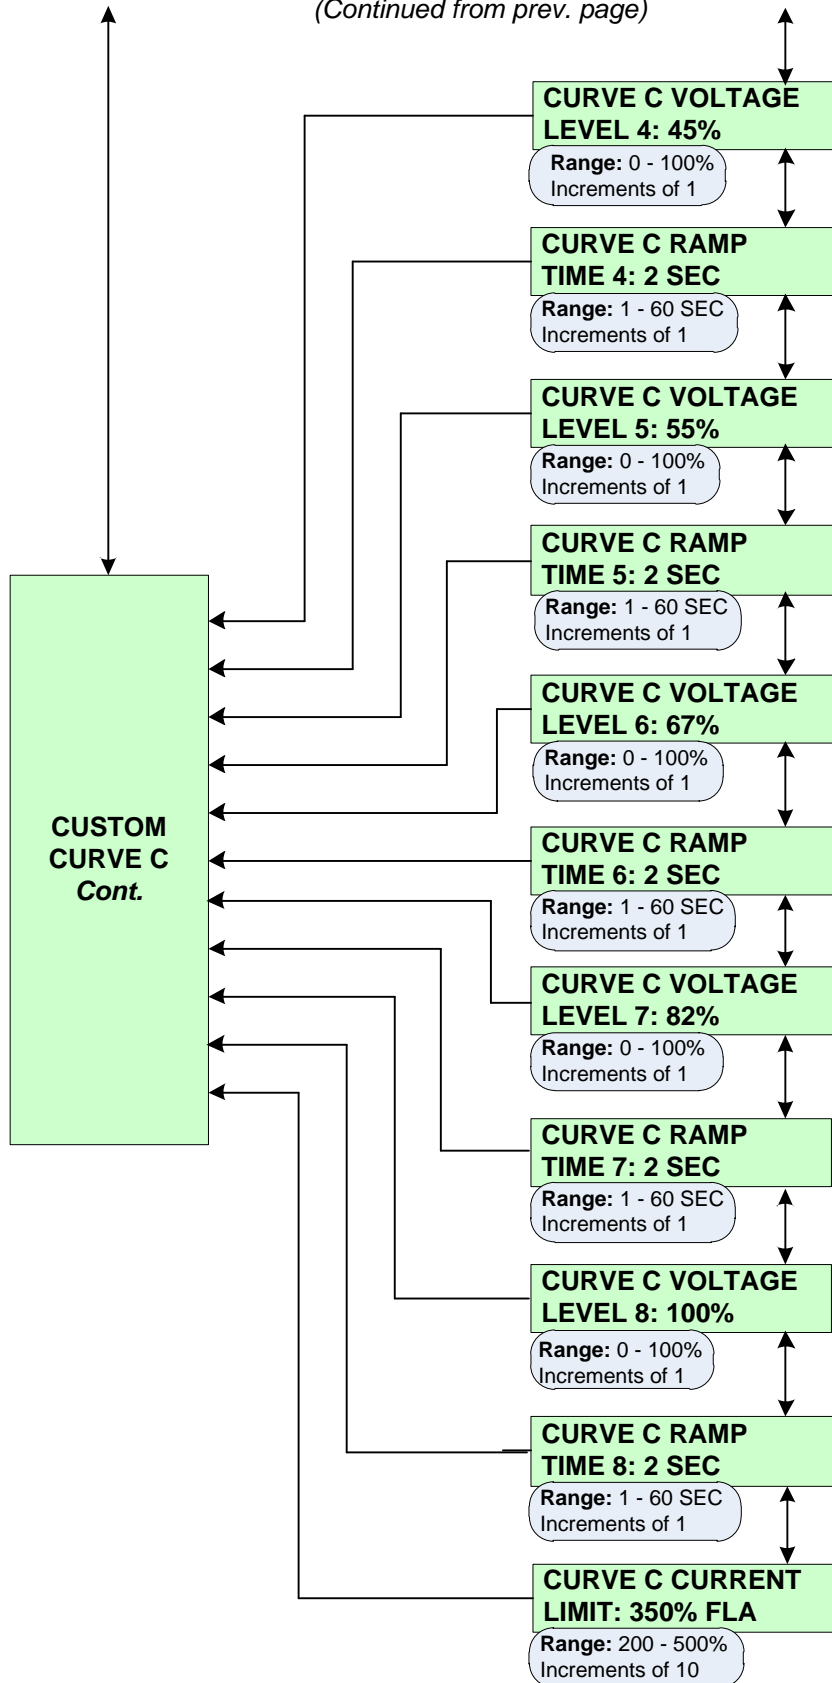 (Continued from prev. page)
CURVE C VOLTAGE
LEVEL 4: 45%
Range: 0 - 100%
Increments of 1
CURVE C RAMP
TIME 4: 2 SEC
Range: 1 - 60 SEC
Increments of 1
CURVE C VOLTAGE
LEVEL 5: 55%
Range: 0 - 100%
Increments of 1
CURVE C RAMP
TIME 5: 2 SEC
Range: 1 - 60 SEC
Increments of 1
CURVE C VOLTAGE
LEVEL 6: 67%
Range: 0 - 100%
Increments of 1
CUSTOM
CURVE C
Cont.
CURVE C RAMP
TIME 6: 2 SEC
Range: 1 - 60 SEC
Increments of 1
CURVE C VOLTAGE
LEVEL 7: 82%
Range: 0 - 100%
Increments of 1
CURVE C RAMP
TIME 7: 2 SEC
Range: 1 - 60 SEC
Increments of 1
CURVE C VOLTAGE
LEVEL 8: 100%
Range: 0 - 100%
Increments of 1
CURVE C RAMP
TIME 8: 2 SEC
Range: 1 - 60 SEC
Increments of 1
CURVE C CURRENT
LIMIT: 350% FLA
Range: 200 - 500%
Increments of 10